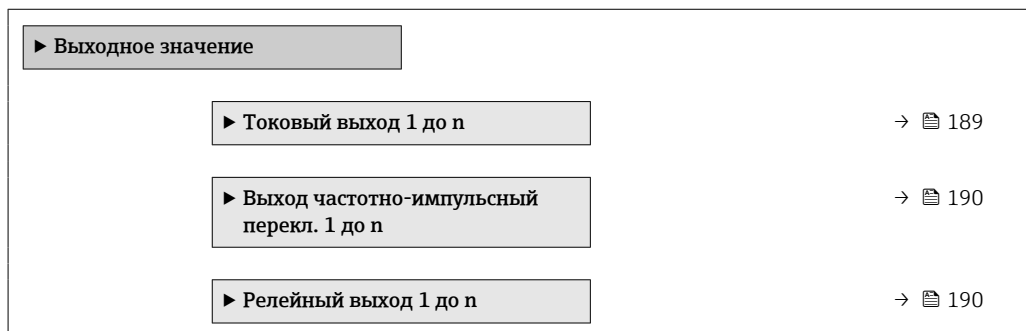 ▶ Выходное значение
▶ Токовый выход 1 до n → 189
▶ Выход частотно-импульсный → 190
перекл. 1 до n
▶ Релейный выход 1 до n → 190